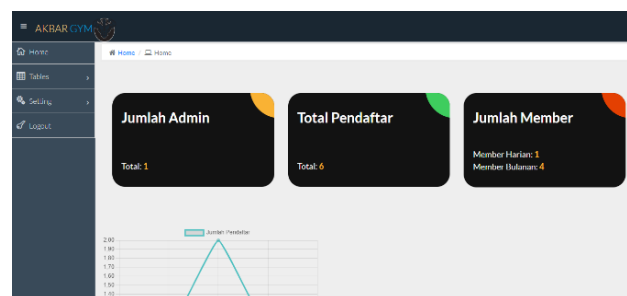 AKBAR GYM
Home
Home / Home
Tables
Setting
Logout
Jumlah Admin
Total: 1
Total Pendaftar
Total: 6
Jumlah Member
Member Harian: 1
Member Bulanan: 4
Jumlah Pendaftar
2.00
1.90
1.80
1.70
1.60
1.50
1.40